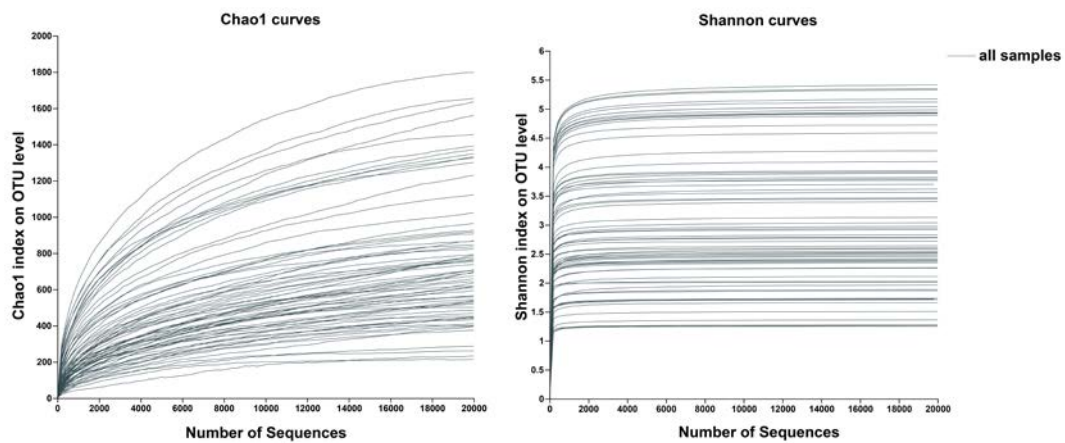 Chao1 curves
Chao1 index on OTU level
2000
1800
1600
1400
1200
1000
800
600
400
200
0
0 2000 4000 6000 8000 10000 12000 14000 16000 18000 20000
Number of Sequences
Shannon curves
Shannon index on OTU level
6
5.5
5
4.5
4
3.5
3
2.5
2
1.5
1
0.5
0
0 2000 4000 6000 8000 10000 12000 14000 16000 18000 20000
Number of Sequences
all samples